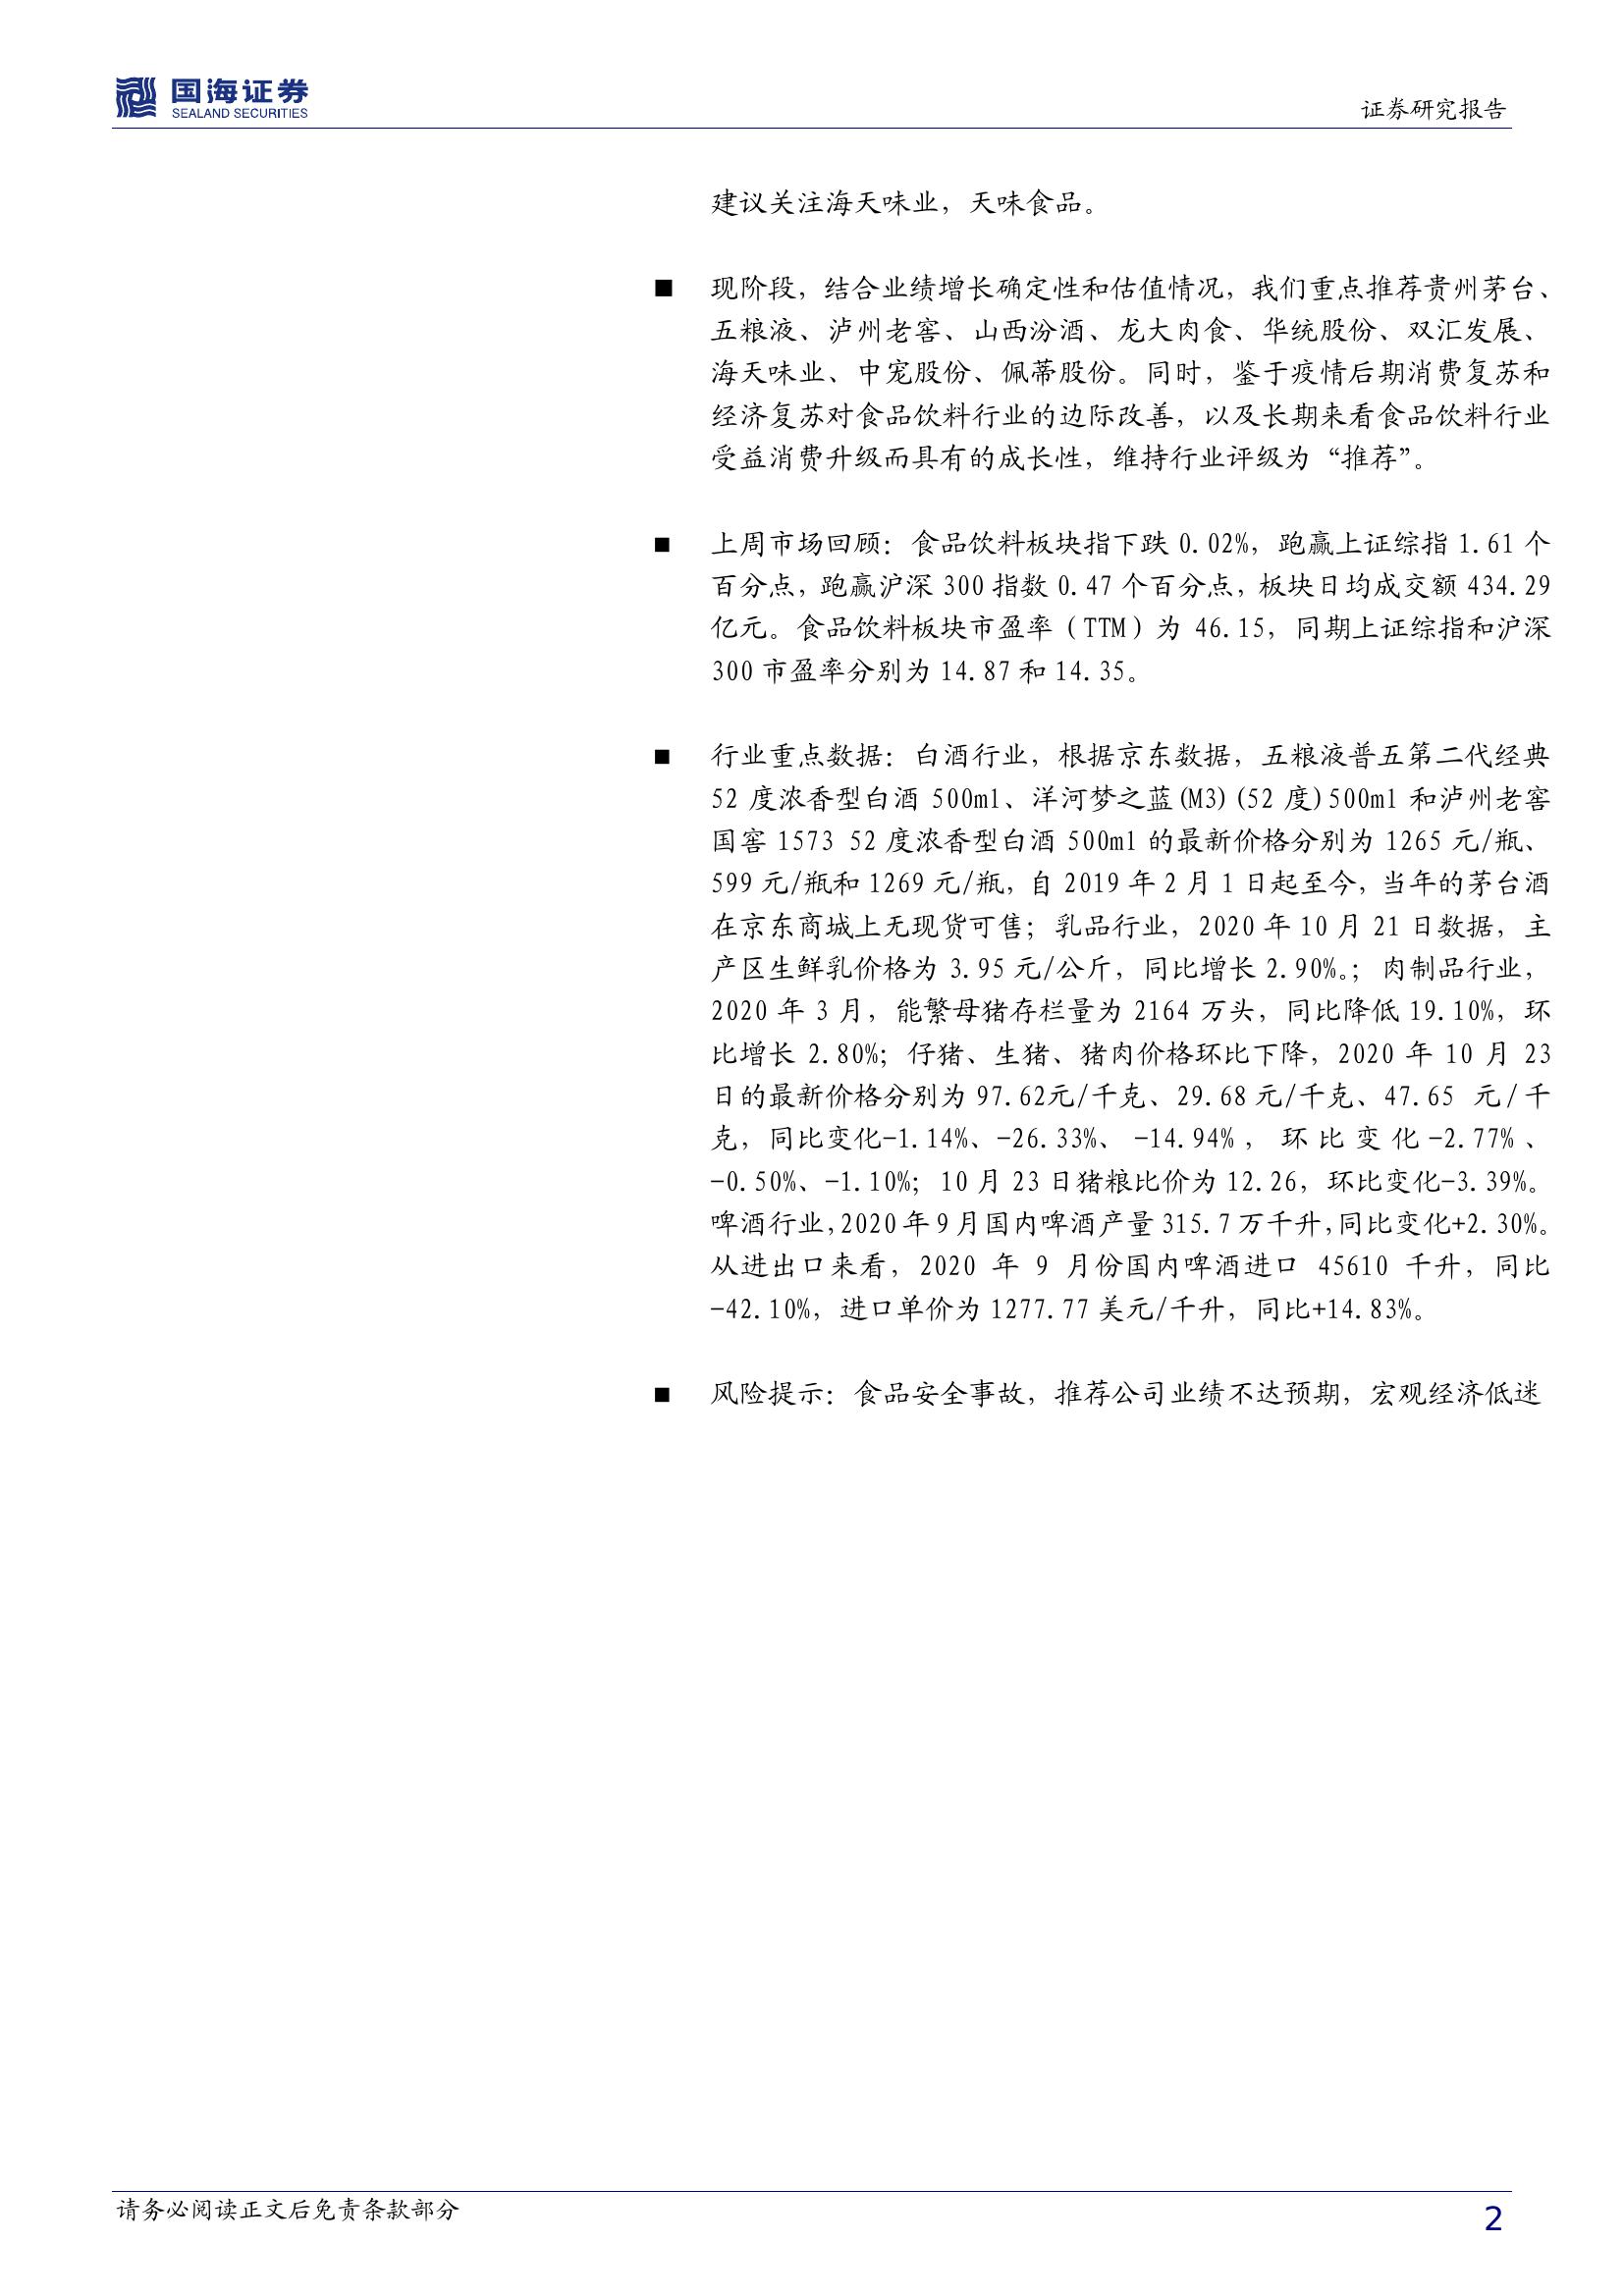 国海证券
SEALAND SECURITIES
证券研究报告
建议关注海天味业，天味食品。
■ 现阶段，结合业绩增长确定性和估值情况，我们重点推荐贵州茅台、
五粮液、泸州老窖、山西汾酒、龙大肉食、华统股份、双汇发展、
海天味业、中宠股份、佩蒂股份。同时，鉴于疫情后期消费复苏和
经济复苏对食品饮料行业的边际改善，以及长期来看食品饮料行业
受益消费升级而具有的成长性，维持行业评级为“推荐”。
■ 上周市场回顾：食品饮料板块指下跌 0.02%，跑赢上证综指 1.61 个
百分点，跑赢沪深 300 指数 0.47 个百分点，板块日均成交额 434.29
亿元。食品饮料板块市盈率（TTM）为 46.15，同期上证综指和沪深
300 市盈率分别为 14.87 和 14.35。
■ 行业重点数据：白酒行业，根据京东数据，五粮液普五第二代经典
52 度浓香型白酒 500ml、洋河梦之蓝(M3)(52 度)500ml 和泸州老窖
国窖 1573 52 度浓香型白酒 500ml 的最新价格分别为 1265 元/瓶、
599 元/瓶和 1269 元/瓶，自 2019 年 2 月 1 日起至今，当年的茅台酒
在京东商城上无现货可售；乳品行业，2020 年 10 月 21 日数据，主
产区生鲜乳价格为 3.95 元/公斤，同比增长 2.90%。；肉制品行业，
2020 年 3 月，能繁母猪存栏量为 2164 万头，同比降低 19.10%，环
比增长 2.80%；仔猪、生猪、猪肉价格环比下降，2020 年 10 月 23
日的最新价格分别为 97.62元/千克、29.68 元/千克、47.65 元/千
克，同比变化-1.14%、-26.33%、 -14.94%，环比变化-2.77%、
-0.50%、-1.10%；10 月 23 日猪粮比价为 12.26，环比变化-3.39%。
啤酒行业，2020 年 9 月国内啤酒产量 315.7 万千升，同比变化+2.30%。
从进出口来看，2020 年 9 月份国内啤酒进口 45610 千升，同比
-42.10%，进口单价为 1277.77 美元/千升，同比+14.83%。
■ 风险提示：食品安全事故，推荐公司业绩不达预期，宏观经济低迷
请务必阅读正文后免责条款部分
2